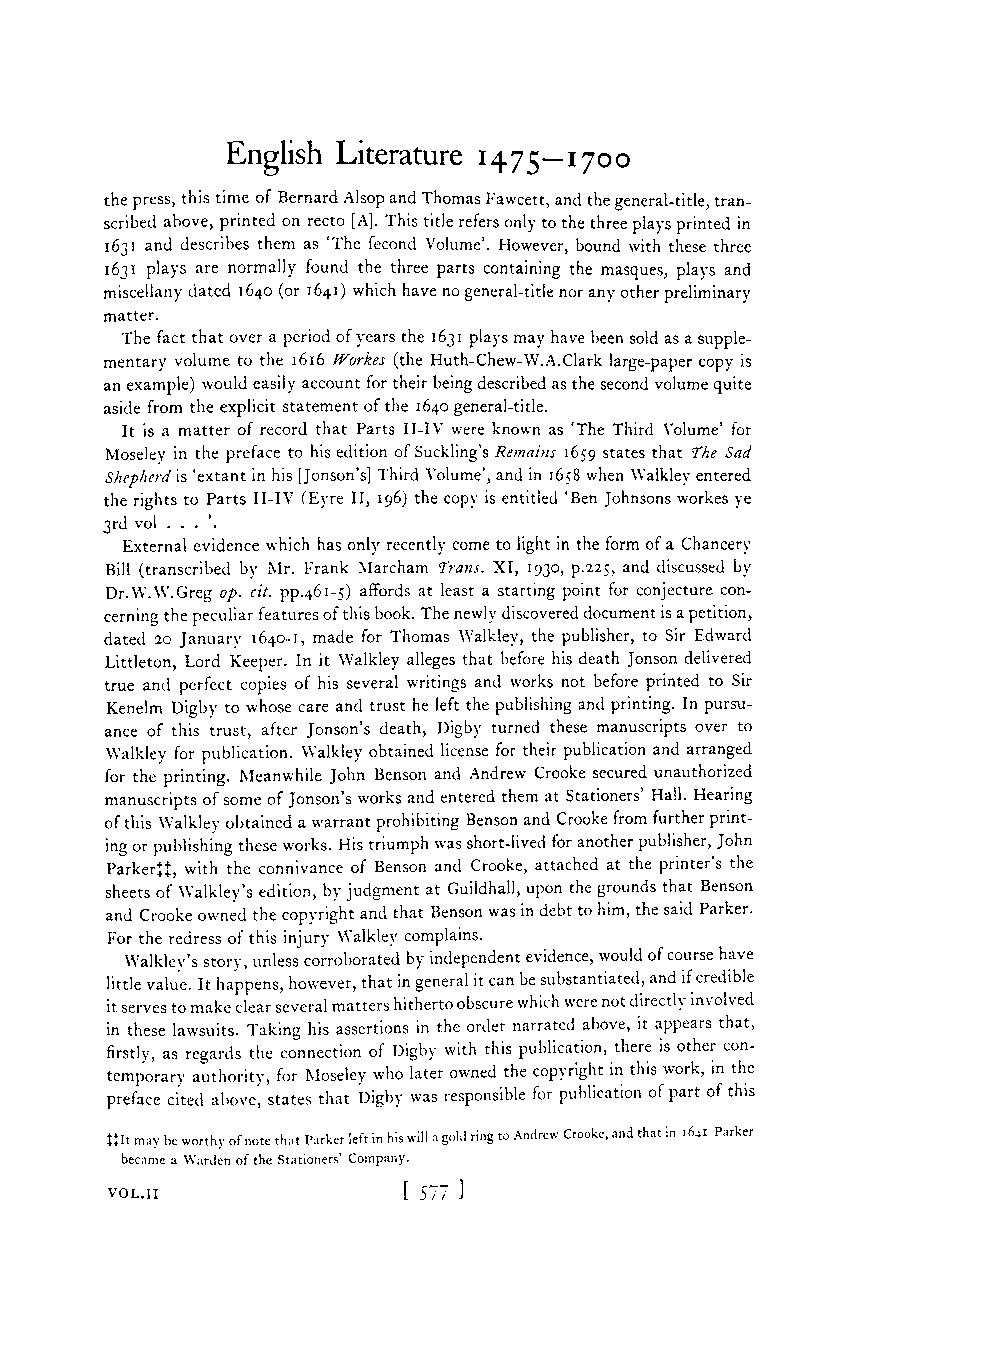 English Literature 1475—1700
the press, this time of Bernard Alsop and Thomas Fawcett, and the general-title, tran-
scribed above, printed on recto [A]. This title refers only to the three plays printed in
1631 and describes them as 'The fecond Volume'. However, bound with these three
1631 plays are normally found the three parts containing the masques, plays and
miscellany dated 1640 (or 1641) which have no general-title nor any other preliminary
matter.
The fact that over a period of years the 1631 plays may have been sold as a supple-
mentary volume to the 1616 Workes (the Huth-Chew-W.A.Clark large-paper copy is
an example) would easily account for their being described as the second volume quite
aside from the explicit statement of the 1640 general-title.
It is a matter of record that Parts II-IV were known as 'The Third Volume' for
Moseley in the preface to his edition of Suckling's Remains 1659 states that The Sad
Shepherd is 'extant in his [Jonson's] Third Volume', and in 1658 when Walkley entered
the rights to Parts II-IV (Eyre II, 196) the copy is entitled 'Ben Johnsons workes ye
3rd vol . . . '.
External evidence which has only recently come to light in the form of a Chancery
Bill (transcribed by Mr. Frank Marcham Trans. XI, 1930, p.225, and discussed by
Dr.W.W.Greg op. cit. pp.461-5) affords at least a starting point for conjecture con-
cerning the peculiar features of this book. The newly discovered document is a petition,
dated 20 January 1640-1, made for Thomas Walkley, the publisher, to Sir Edward
Littleton, Lord Keeper. In it Walkley alleges that before his death Jonson delivered
true and perfect copies of his several writings and works not before printed to Sir
Kenelm Digby to whose care and trust he left the publishing and printing. In pursu-
ance of this trust, after Jonson's death, Digby turned these manuscripts over to
Walkley for publication. Walkley obtained license for their publication and arranged
for the printing. Meanwhile John Benson and Andrew Crooke secured unauthorized
manuscripts of some of Jonson's works and entered them at Stationers' Hall. Hearing
of this Walkley obtained a warrant prohibiting Benson and Crooke from further print-
ing or publishing these works. His triumph was short-lived for another publisher, John
Parker‡‡, with the connivance of Benson and Crooke, attached at the printer's the
sheets of Walkley's edition, by judgment at Guildhall, upon the grounds that Benson
and Crooke owned the copyright and that Benson was in debt to him, the said Parker.
For the redress of this injury Walkley complains.
Walkley's story, unless corroborated by independent evidence, would of course have
little value. It happens, however, that in general it can be substantiated, and if credible
it serves to make clear several matters hitherto obscure which were not directly involved
in these lawsuits. Taking his assertions in the order narrated above, it appears that,
firstly, as regards the connection of Digby with this publication, there is other con-
temporary authority, for Moseley who later owned the copyright in this work, in the
preface cited above, states that Digby was responsible for publication of part of this
‡‡It may be worthy of note that Parker left in his will a gold ring to Andrew Crooke, and that in 1641 Parker
became a Warden of the Stationers' Company.
VOL.II [ 577 ]